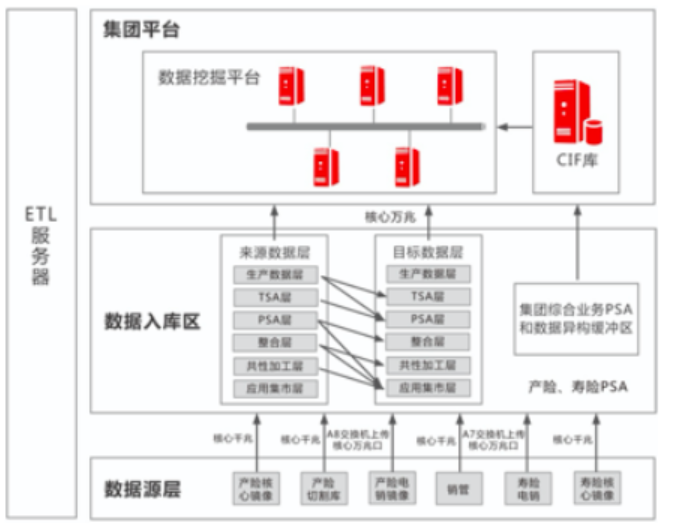 集团平台
数据挖掘平台
CIF库
ETL
服
务
器
核心万兆
来源数据层
目标数据层
生产数据层
TSA层
PSA层
整合层
共性加工层
应用集市层
生产数据层
TSA层
PSA层
整合层
共性加工层
应用集市层
数据入库区
集团综合业务PSA
和数据异构缓冲区
产险、寿险PSA
核心千兆
核心千兆
A8交换机上传
核心万兆口
核心千兆
A7交换机上传
核心万兆口
核心千兆
数据源层
产险核
心镜像
产险
切割库
产险电
销镜像
销管
寿险
电销
寿险核
心镜像